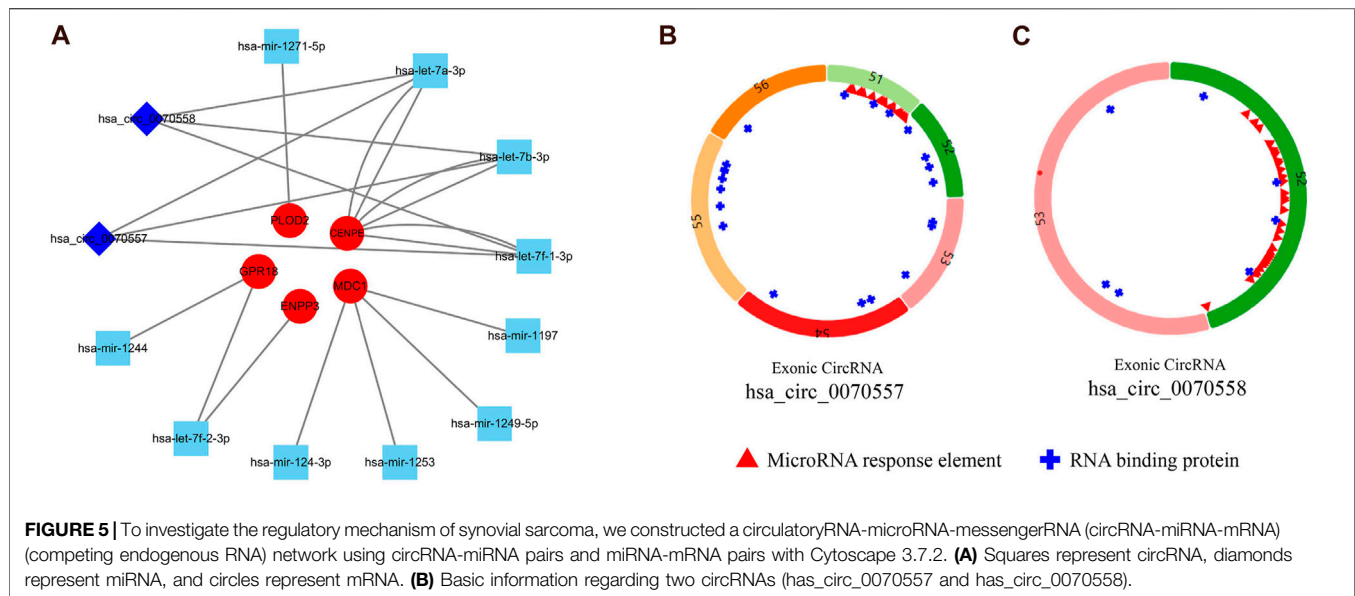 A
hsa-mir-1271-5p
hsa-let-7a-3p
hsa_circ_0070558
hsa-let-7b-3p
PLOD2
CENPE
hsa_circ_0070557
hsa-let-7f-1-3p
GPR18
MDC1
ENPP3
hsa-mir-1244
hsa-mir-1197
hsa-let-7f-2-3p
hsa-mir-1249-5p
hsa-mir-124-3p
hsa-mir-1253
B
51
56
52
55
53
54
Exonic CircRNA
hsa_circ_0070557
C
52
53
Exonic CircRNA
hsa_circ_0070558
MicroRNA response element
RNA binding protein
FIGURE 5 | To investigate the regulatory mechanism of synovial sarcoma, we constructed a circulatoryRNA-microRNA-messengerRNA (circRNA-miRNA-mRNA)
(competing endogenous RNA) network using circRNA-miRNA pairs and miRNA-mRNA pairs with Cytoscape 3.7.2. (A) Squares represent circRNA, diamonds
represent miRNA, and circles represent mRNA. (B) Basic information regarding two circRNAs (has_circ_0070557 and has_circ_0070558).